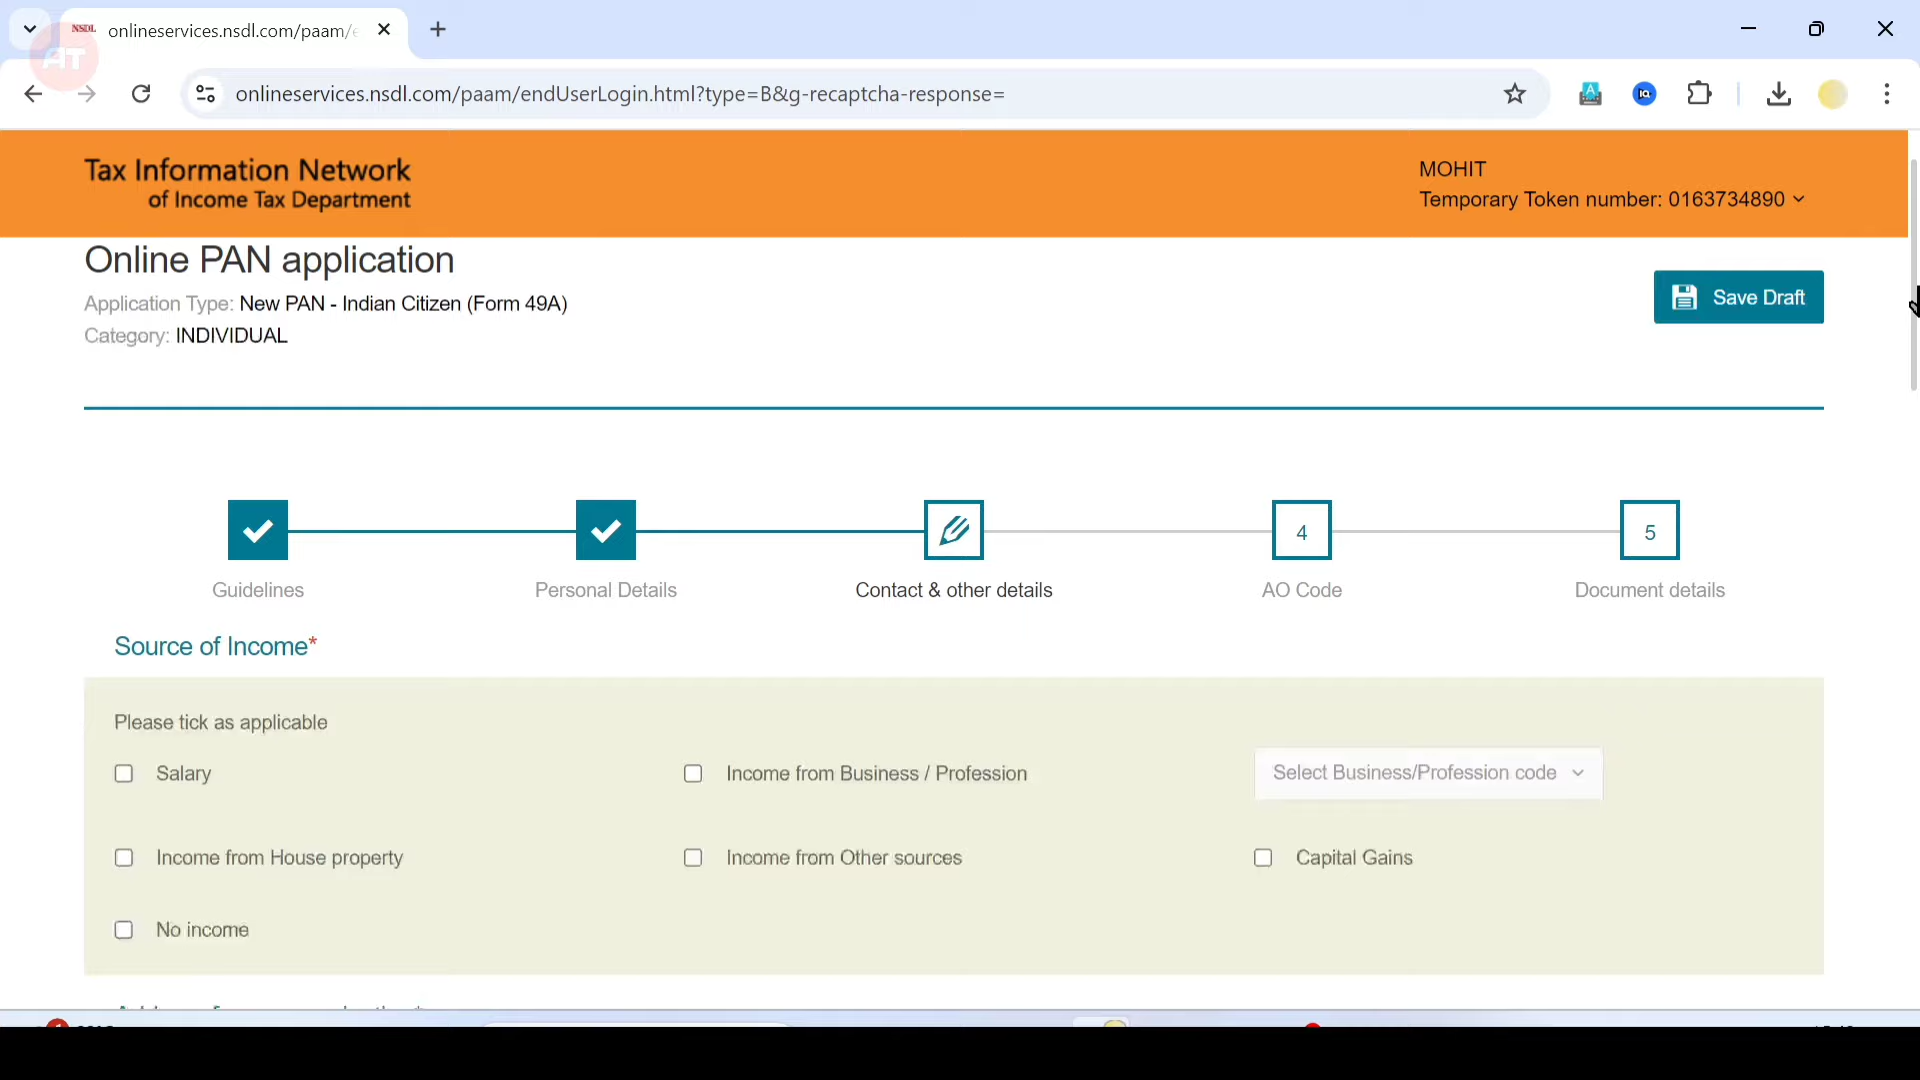 NSDL onlineservices.nsdl.com/paam/e
AT
onlineservices.nsdl.com/paam/endUserLogin.html?type=B&g-recaptcha-response=
Tax Information Network
of Income Tax Department
MOHIT
Temporary Token number: 0163734890
Online PAN application
Application Type: New PAN - Indian Citizen (Form 49A)
Category: INDIVIDUAL
Save Draft
4
5
Guidelines
Personal Details
Contact & other details
AO Code
Document details
Source of Income*
Please tick as applicable
Salary
Income from Business / Profession
Select Business/Profession code
Income from House property
Income from Other sources
Capital Gains
No income